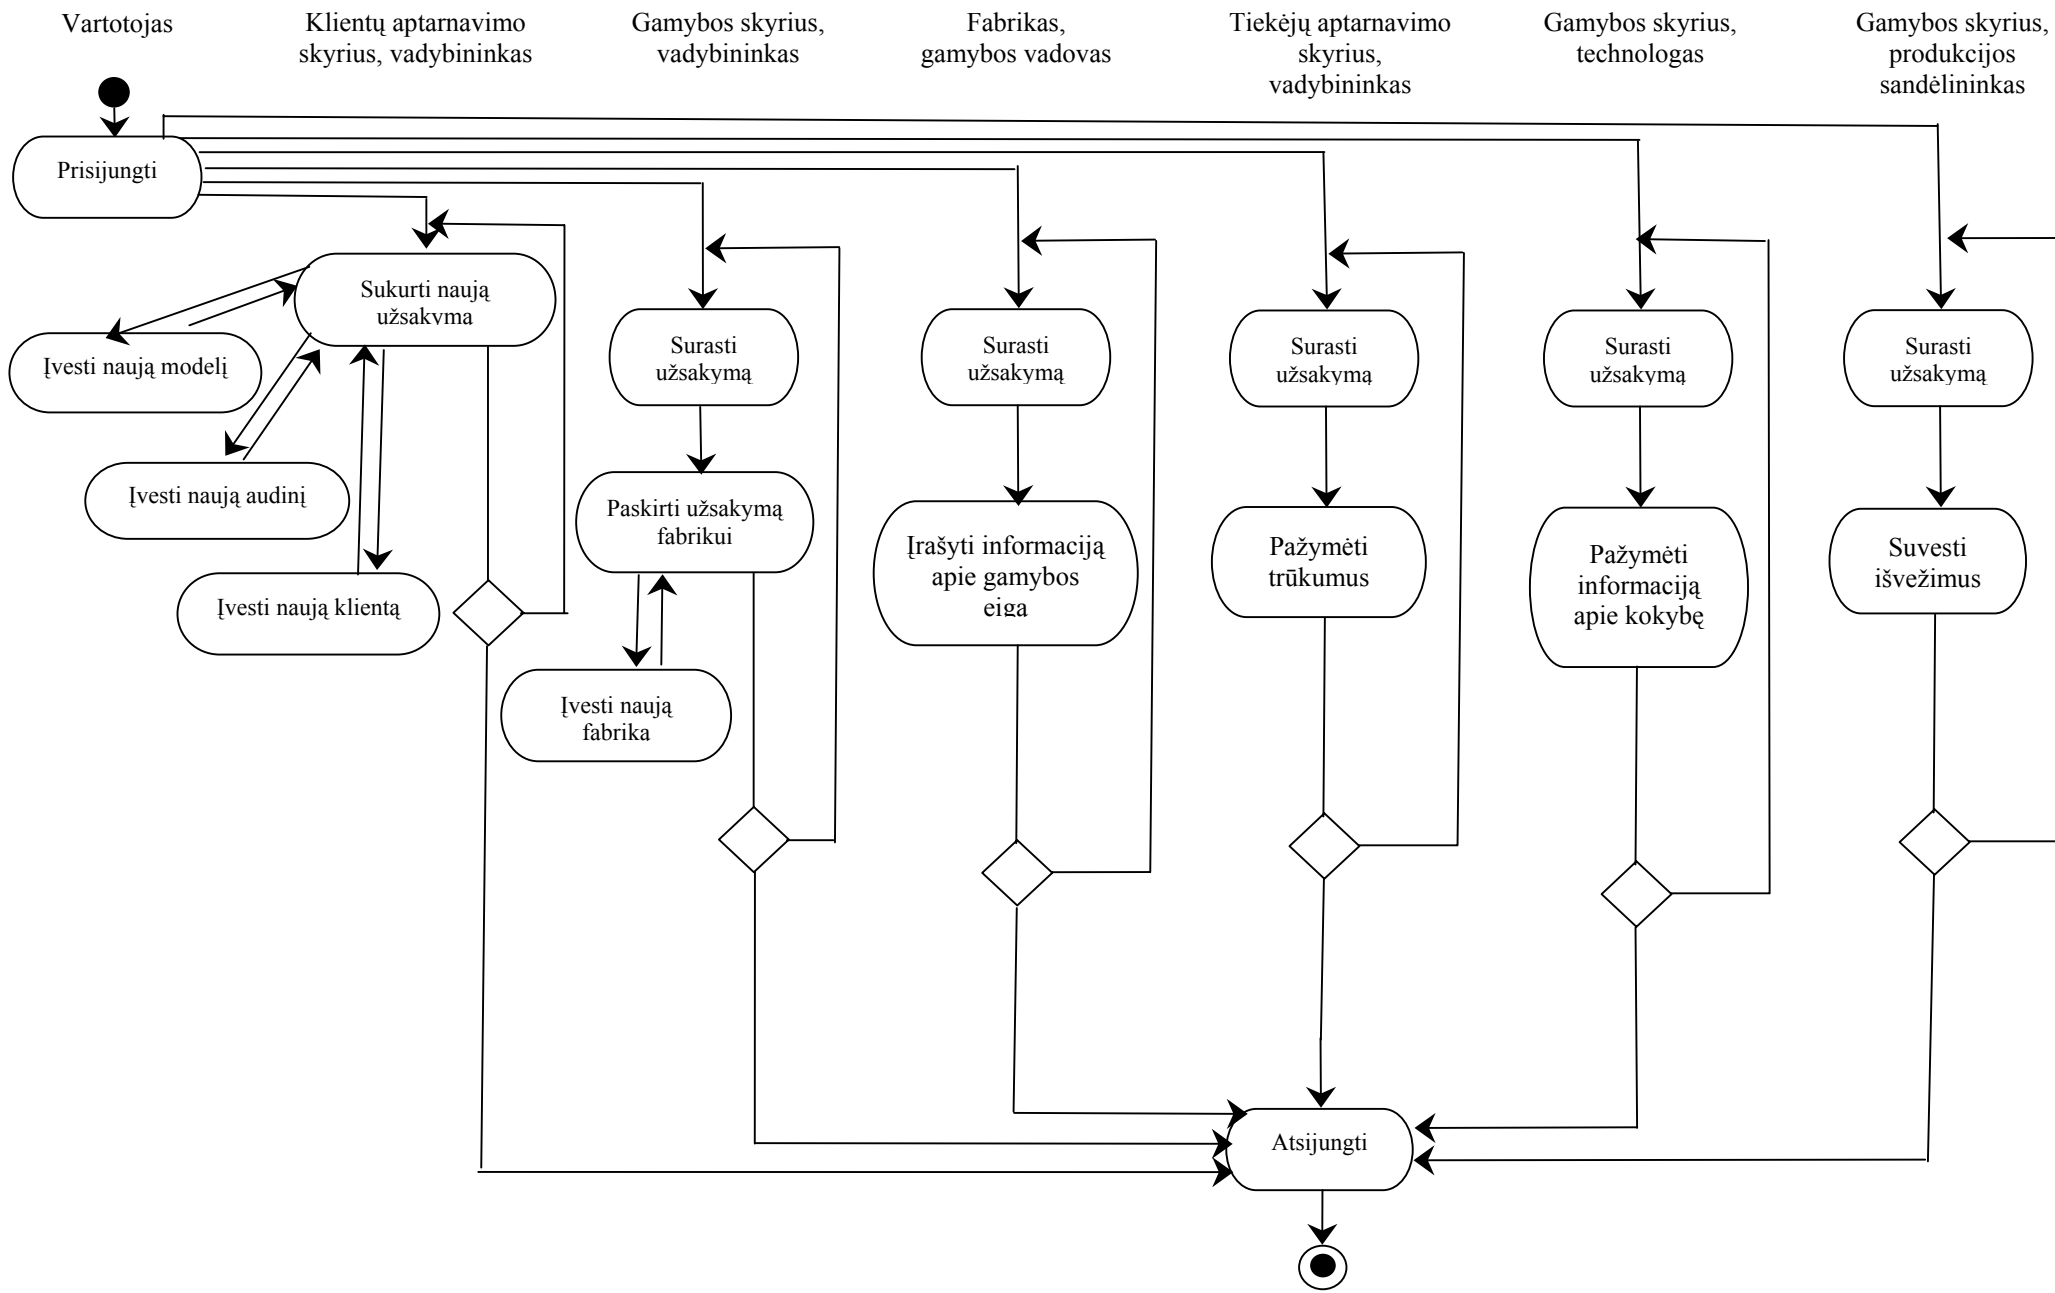 Vartotojas
Klientų aptarnavimo
skyrius, vadybininkas
Gamybos skyrius,
vadybininkas
Fabrikas,
gamybos vadovas
Tiekėjų aptarnavimo
skyrius,
vadybininkas
Gamybos skyrius,
technologas
Gamybos skyrius,
produkcijos
sandėlininkas
Prisijungti
Sukurti naują
užsakyma
Įvesti naują modelį
Įvesti naują audinį
Įvesti naują klientą
Surasti
užsakymą
Paskirti užsakymą
fabrikui
Įvesti naują
fabrika
Surasti
užsakymą
Įrašyti informaciją
apie gamybos
eiga
Surasti
užsakymą
Pažymėti
trūkumus
Surasti
užsakymą
Pažymėti
informaciją
apie kokybę
Surasti
užsakymą
Suvesti
išvežimus
Atsijungti